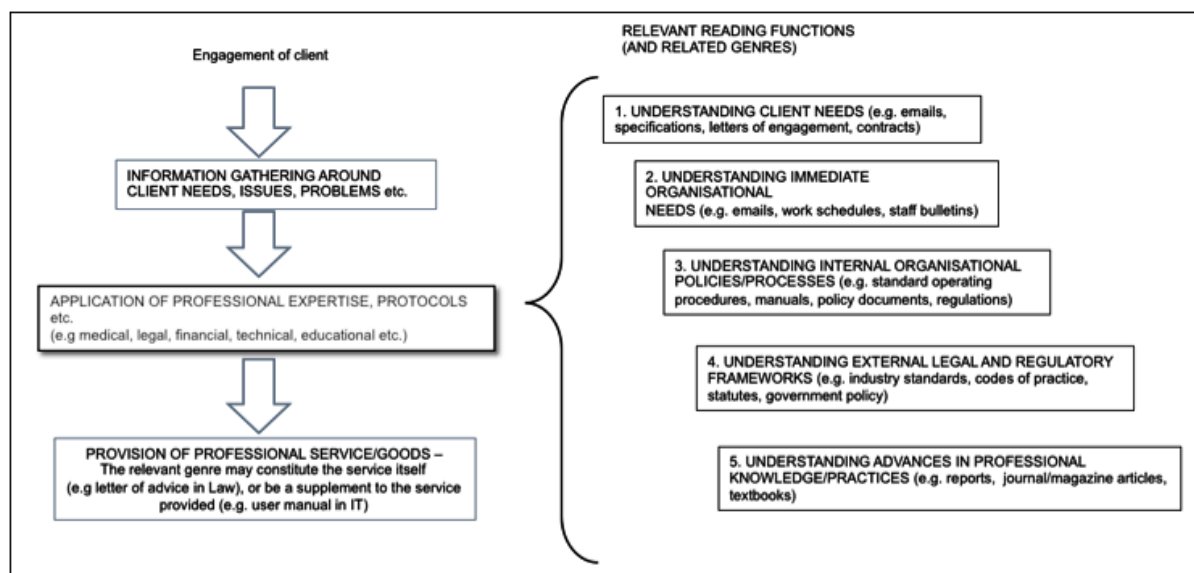 Engagement of client
INFORMATION GATHERING AROUND
CLIENT NEEDS, ISSUES, PROBLEMS etc.
APPLICATION OF PROFESSIONAL EXPERTISE, PROTOCOLS
etc.
(e.g medical, legal, financial, technical, educational etc.)
PROVISION OF PROFESSIONAL SERVICE/GOODS –
The relevant genre may constitute the service itself
(e.g letter of advice in Law), or be a supplement to the service
provided (e.g. user manual in IT)
RELEVANT READING FUNCTIONS
(AND RELATED GENRES)
1. UNDERSTANDING CLIENT NEEDS (e.g. emails,
specifications, letters of engagement, contracts)
2. UNDERSTANDING IMMEDIATE
ORGANISATIONAL
NEEDS (e.g. emails, work schedules, staff bulletins)
3. UNDERSTANDING INTERNAL ORGANISATIONAL
POLICIES/PROCESSES (e.g. standard operating
procedures, manuals, policy documents, regulations)
4. UNDERSTANDING EXTERNAL LEGAL AND REGULATORY
FRAMEWORKS (e.g. industry standards, codes of practice,
statutes, government policy)
5. UNDERSTANDING ADVANCES IN PROFESSIONAL
KNOWLEDGE/PRACTICES (e.g. reports, journal/magazine articles,
textbooks)